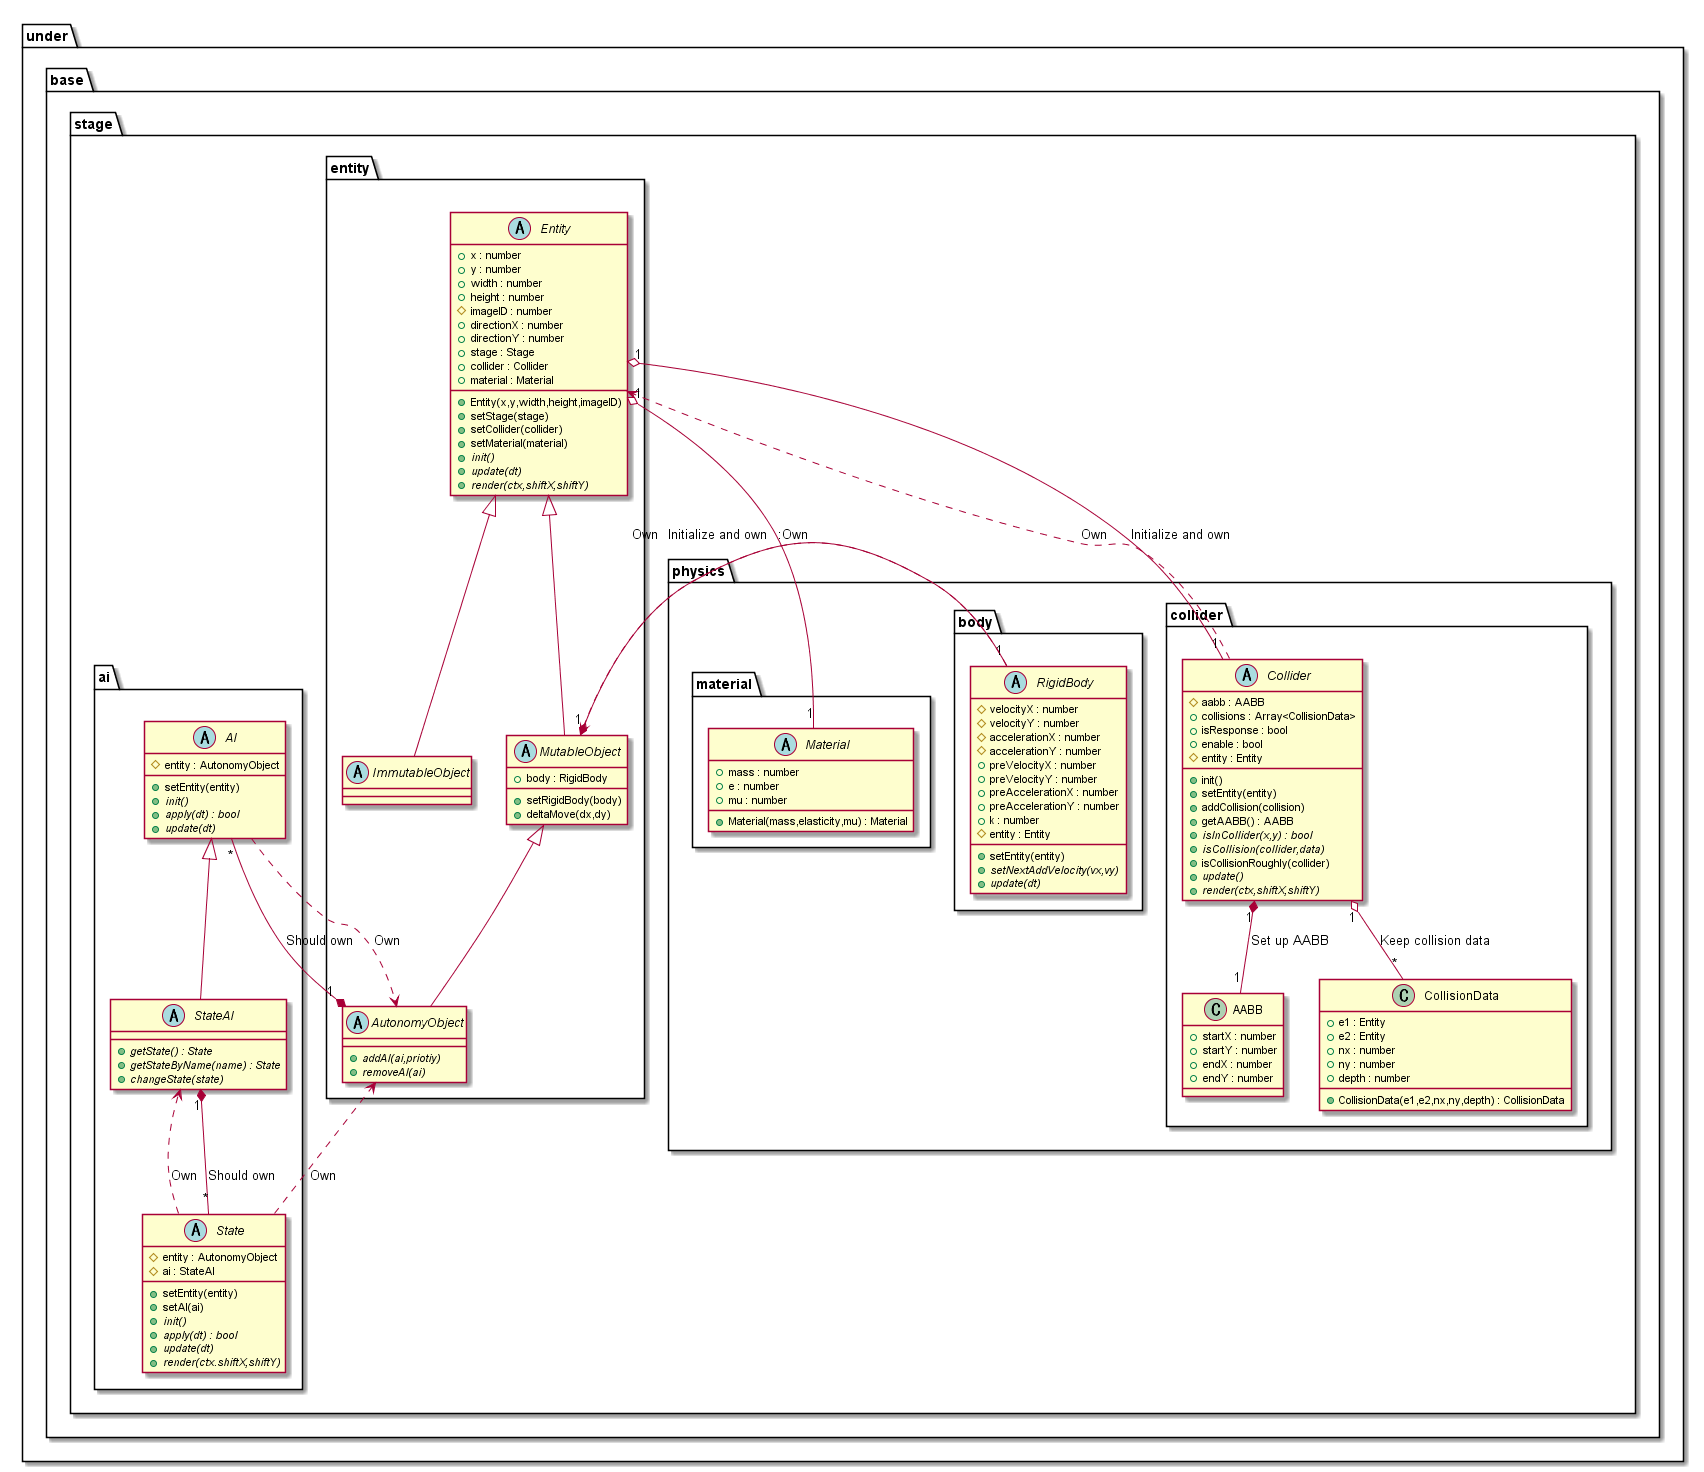 under
base
stage
entity
A Entity
x : number
y : number
width : number
height : number
imageID : number
directionX : number
directionY : number
stage : Stage
collider : Collider
material : Material
Entity(x,y,width,height,imageID)
setStage(stage)
setCollider(collider)
setMaterial(material)
init()
update(dt)
render(ctx,shiftX,shiftY)
1
1
Own
Initialize and own
Own
Own
Initialize and own
physics
body
collider
1
1
1
1
material
ai
A ImmutableObject
A MutableObject
body : RigidBody
setRigidBody(body)
deltaMove(dx,dy)
A Material
mass : number
e : number
mu : number
Material(mass,elasticity,mu) : Material
A RigidBody
velocityX : number
velocityY : number
accelerationX : number
accelerationY : number
preVelocityX : number
preVelocityY : number
preAccelerationX : number
preAccelerationY : number
k : number
entity : Entity
setEntity(entity)
setNextAddVelocity(vx,vy)
update(dt)
A Collider
aabb : AABB
collisions : Array<CollisionData>
isResponse : bool
enable : bool
entity : Entity
init()
setEntity(entity)
addCollision(collision)
getAABB() : AABB
isInCollider(x,y) : bool
isCollision(collider,data)
isCollisionRoughly(collider)
update()
render(ctx,shiftX,shiftY)
A AI
entity : AutonomyObject
setEntity(entity)
init()
apply(dt) : bool
update(dt)
*
Should own
Own
1
1
1
Set up AABB
Keep collision data
1
*
A StateAI
getState() : State
getStateByName(name) : State
changeState(state)
A AutonomyObject
addAI(ai,priotiy)
removeAI(ai)
C AABB
startX : number
startY : number
endX : number
endY : number
C CollisionData
e1 : Entity
e2 : Entity
nx : number
ny : number
depth : number
CollisionData(e1,e2,nx,ny,depth) : CollisionData
1
Own
Should own
Own
*
A State
entity : AutonomyObject
ai : StateAI
setEntity(entity)
setAI(ai)
init()
apply(dt) : bool
update(dt)
render(ctx.shiftX,shiftY)